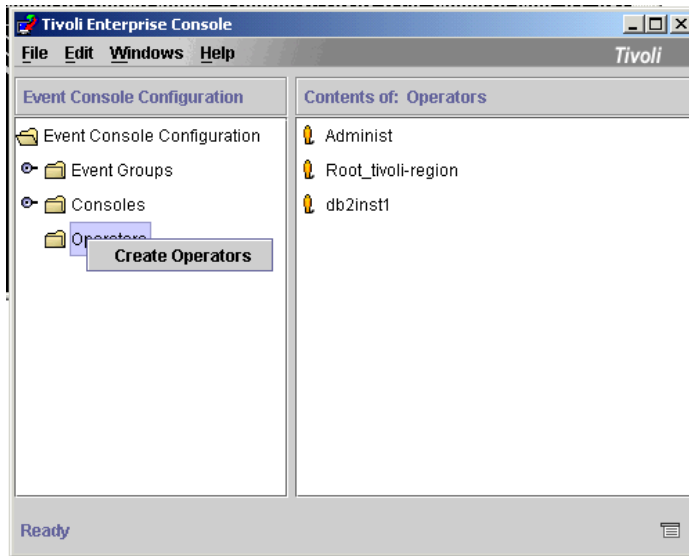 Tivoli Enterprise Console
File Edit Windows Help Tivoli
Event Console Configuration
Contents of: Operators
Event Console Configuration
Event Groups
Consoles
Operators
Create Operators
Administ
Root_tivoli-region
db2inst1
Ready